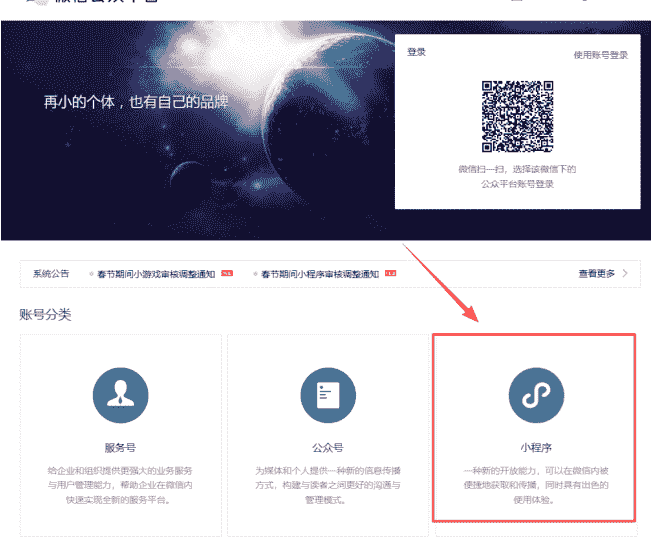 登录
使用账号登录
再小的个体，也有自己的品牌
微信扫一扫，选择该微信下的
公众平台账号登录
系统公告
春节期间小游戏审核调整通知
春节期间小程序审核调整通知
查看更多
账号分类
服务号
给企业和组织提供更强大的业务服务
与用户管理能力，帮助企业在微信内
快速实现全新的服务平台。
公众号
为媒体和个人提供一种新的信息传播
方式，构建与读者之间更好的沟通与
管理模式。
小程序
一种新的开放能力，可以在微信内被
便捷地获取和传播，同时具有出色的
使用体验。